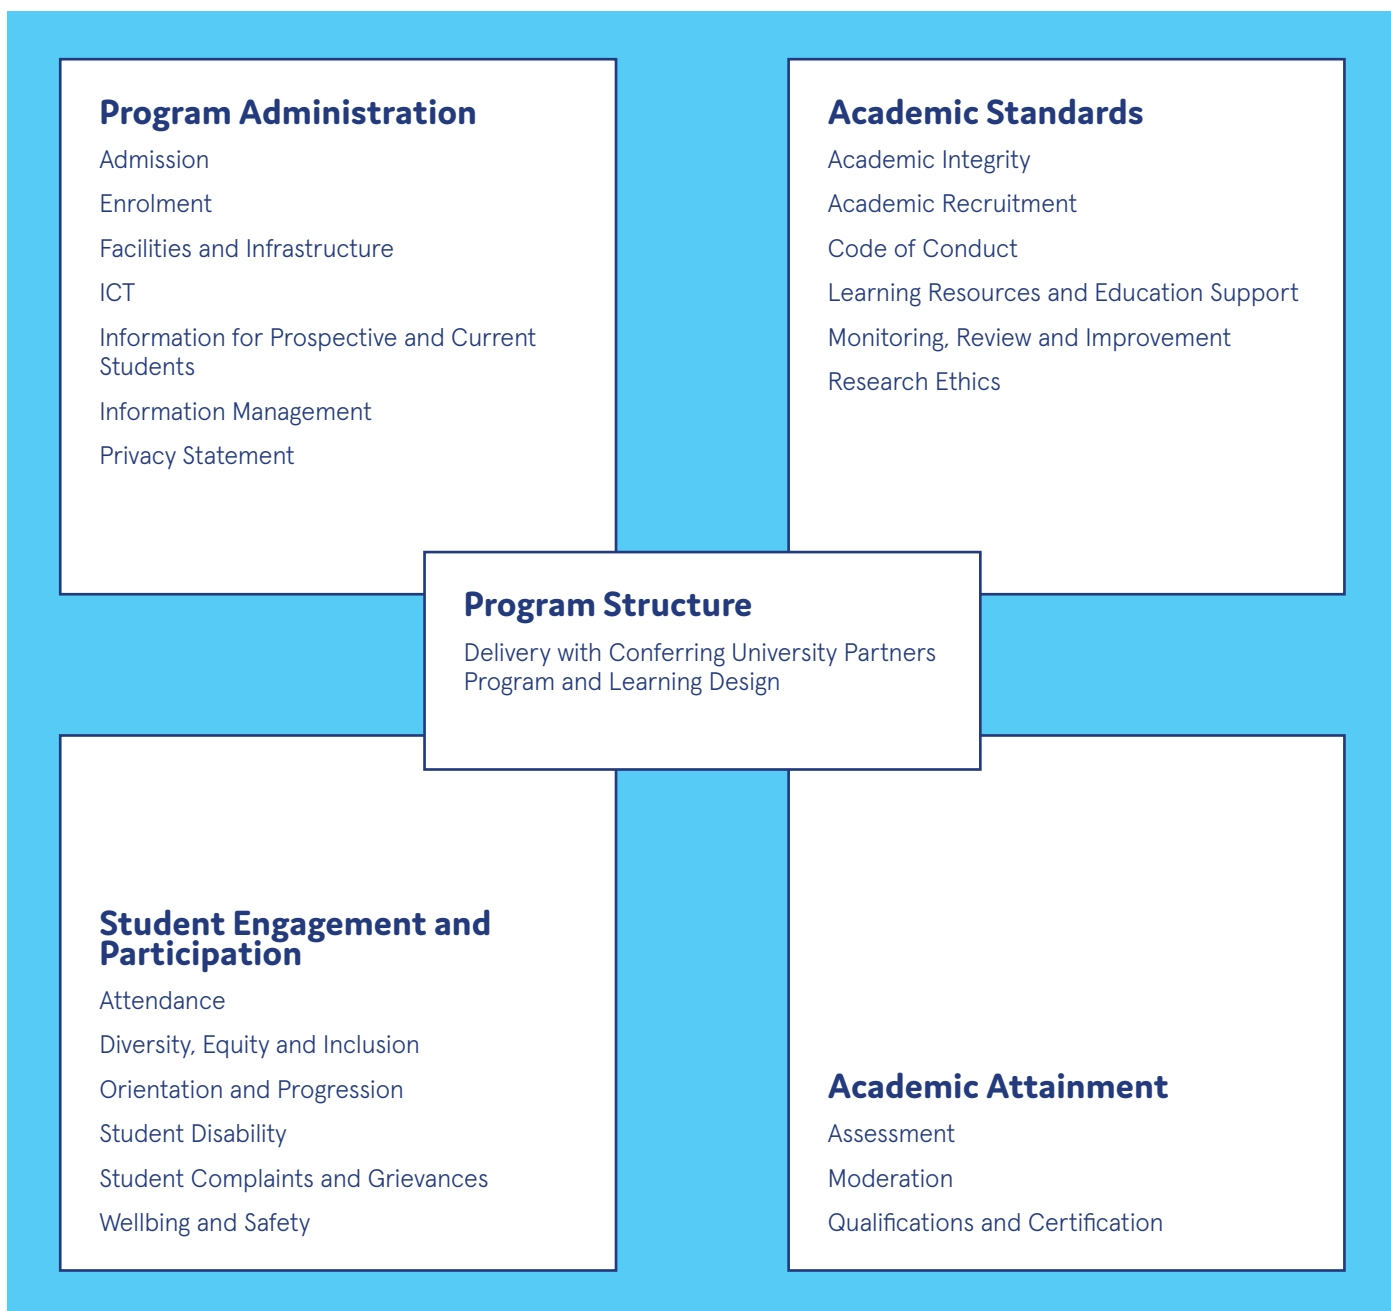 Program Administration
Admission
Enrolment
Facilities and Infrastructure
ICT
Information for Prospective and Current
Students
Information Management
Privacy Statement
Academic Standards
Academic Integrity
Academic Recruitment
Code of Conduct
Learning Resources and Education Support
Monitoring, Review and Improvement
Research Ethics
Program Structure
Delivery with Conferring University Partners
Program and Learning Design
Student Engagement and
Participation
Attendance
Diversity, Equity and Inclusion
Orientation and Progression
Student Disability
Student Complaints and Grievances
Wellbing and Safety
Academic Attainment
Assessment
Moderation
Qualifications and Certification